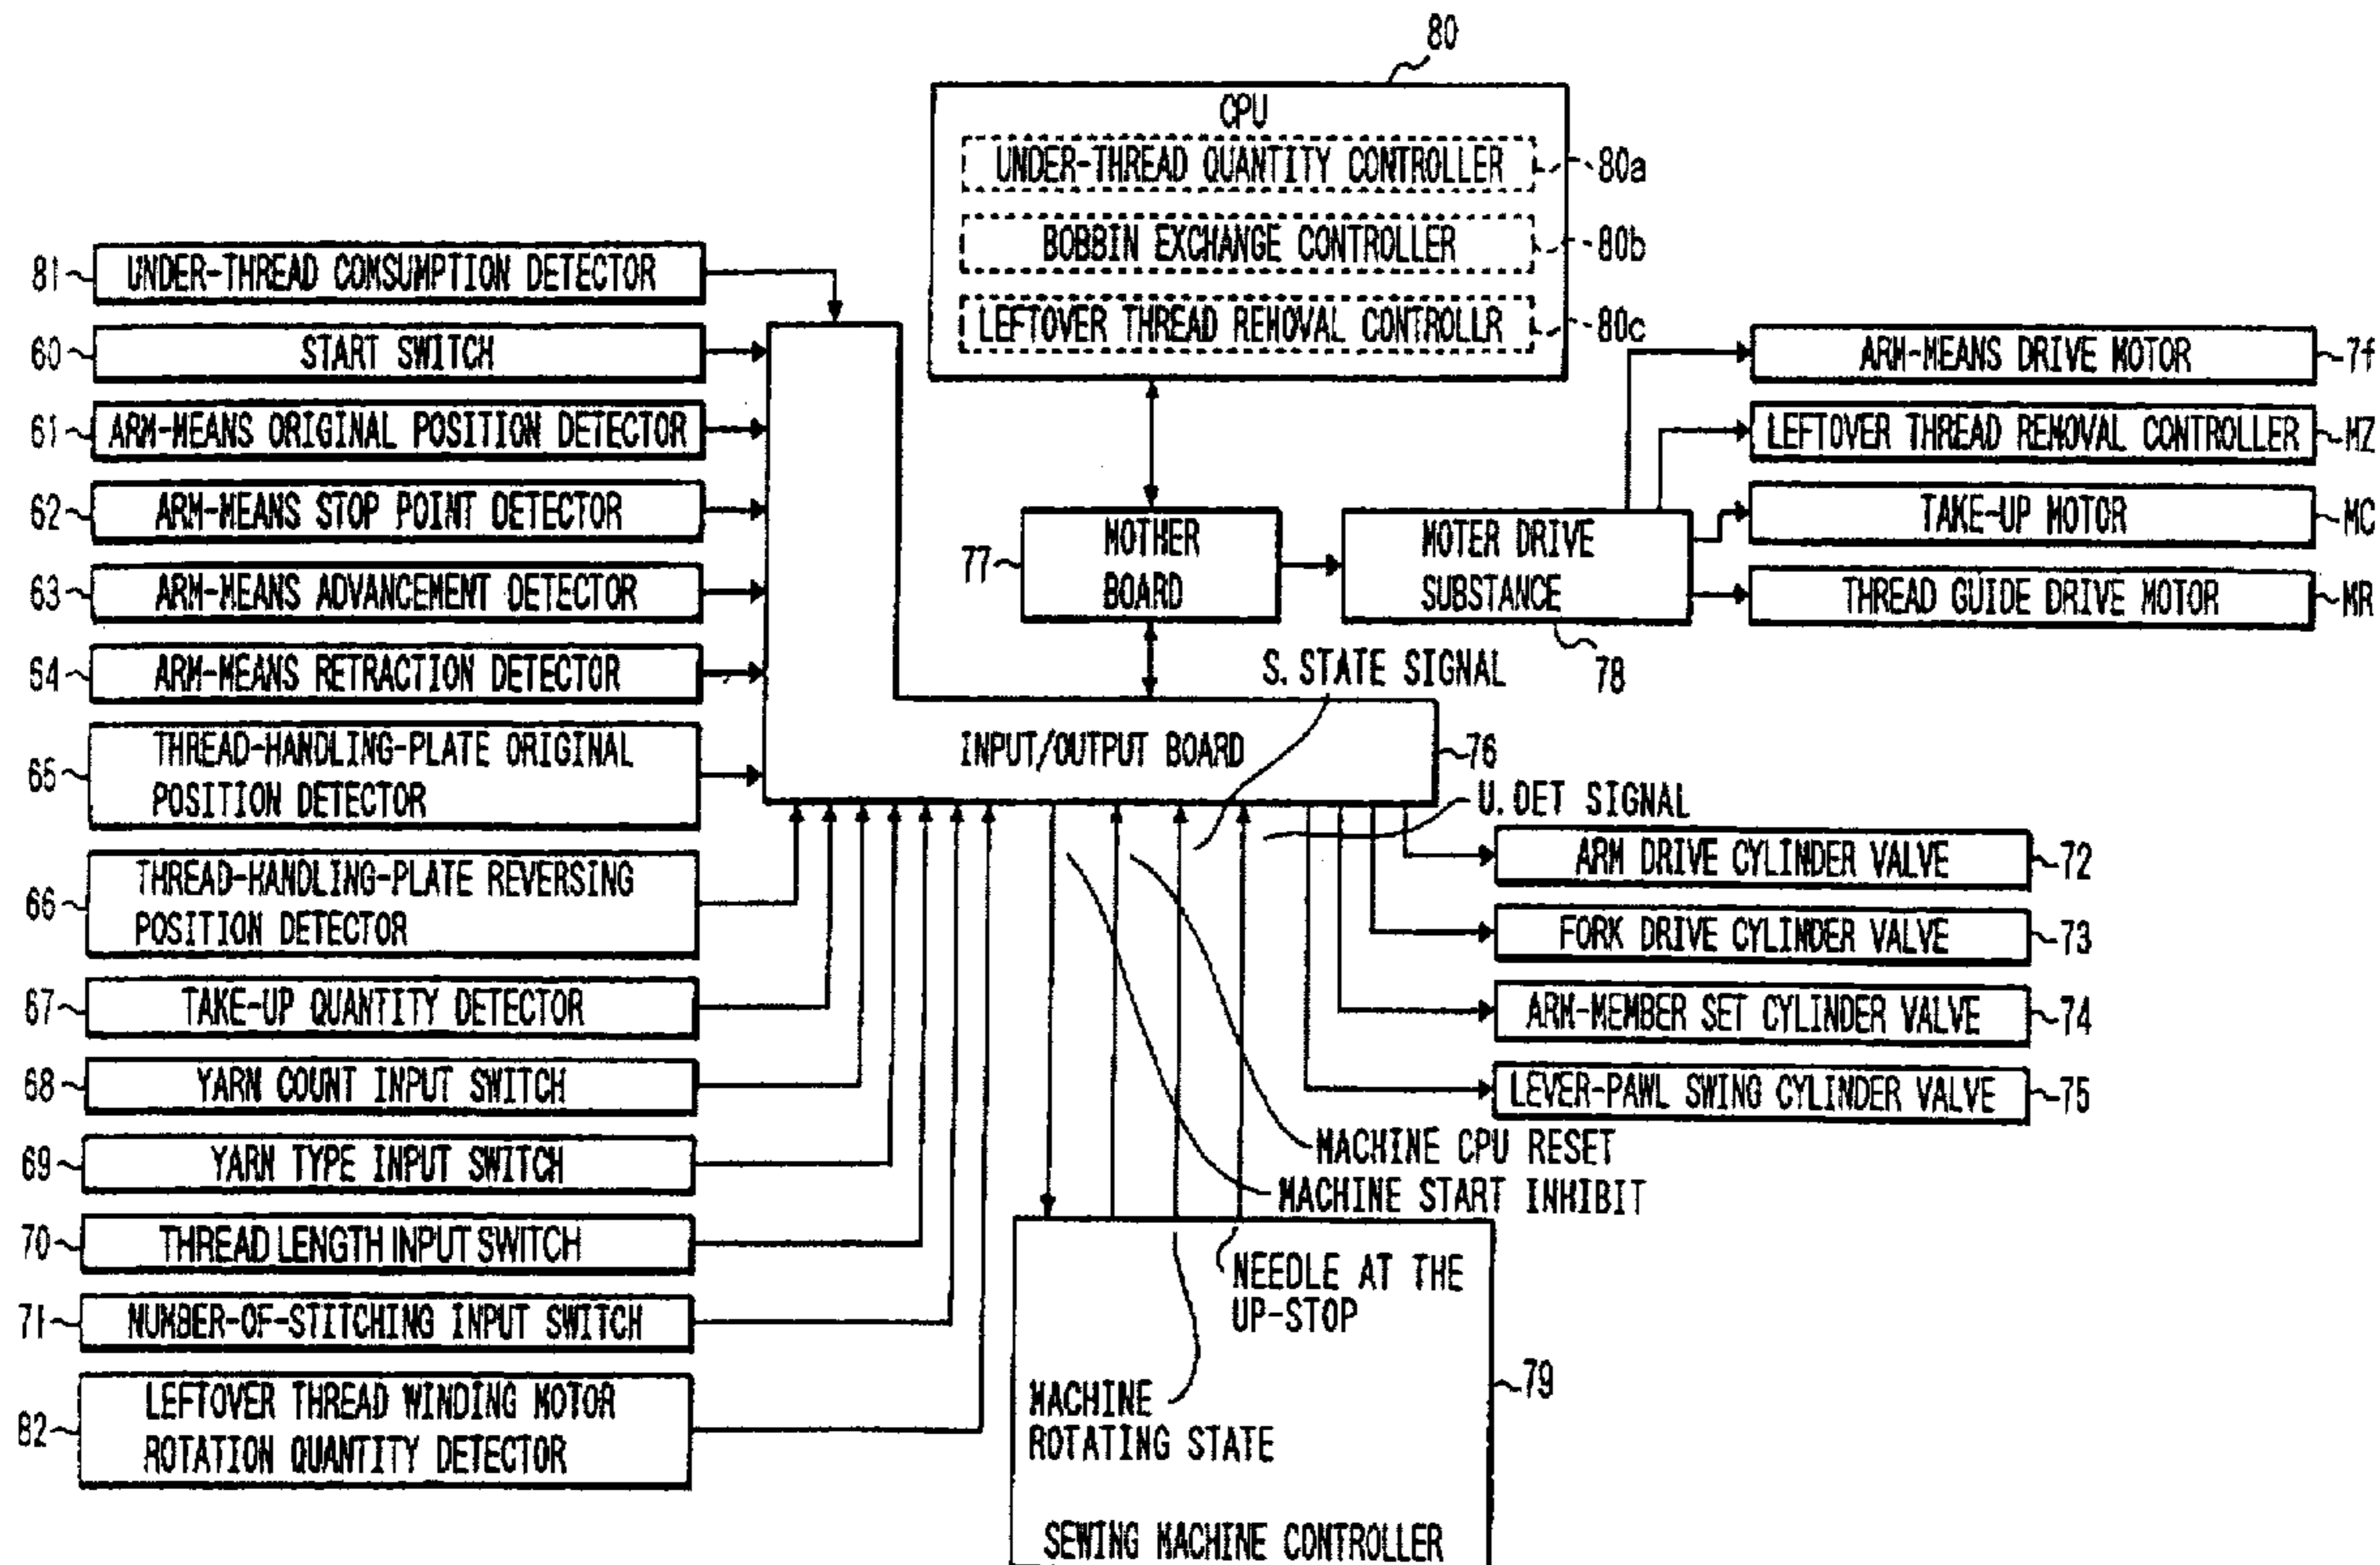 80
CPU
UNDER-THREAD QUANTITY CONTROLLER
80a
BOBBIN EXCHANGE CONTROLLER
80b
LEFTOVER THREAD REMOVAL CONTROLLR
80c
81
UNDER-THREAD COMSUMPTION DETECTOR
60
START SWITCH
61
ARM-MEANS ORIGINAL POSITION DETECTOR
62
ARM-MEANS STOP POINT DETECTOR
63
ARM-MEANS ADVANCEMENT DETECTOR
64
ARM-MEANS RETRACTION DETECTOR
65
THREAD-HANDLING-PLATE ORIGINAL
POSITION DETECTOR
66
THREAD-HANDLING-PLATE REVERSING
POSITION DETECTOR
67
TAKE-UP QUANTITY DETECTOR
68
YARN COUNT INPUT SWITCH
69
YARN TYPE INPUT SWITCH
70
THREAD LENGTH INPUT SWITCH
71
NUMBER-OF-STITCHING INPUT SWITCH
82
LEFTOVER THREAD WINDING MOTOR
ROTATION QUANTITY DETECTOR
77
MOTHER
BOARD
MOTER DRIVE
SUBSTANCE
78
ARM-MEANS DRIVE MOTOR
7f
LEFTOVER THREAD REMOVAL CONTROLLER
MZ
TAKE-UP MOTOR
MC
THREAD GUIDE DRIVE MOTOR
MR
S. STATE SIGNAL
INPUT/OUTPUT BOARD
76
U.DET SIGNAL
ARM DRIVE CYLINDER VALVE
72
FORK DRIVE CYLINDER VALVE
73
ARM-MEMBER SET CYLINDER VALVE
74
LEVER-PAWL SWING CYLINDER VALVE
75
MACHINE CPU RESET
MACHINE START INHIBIT
NEEDLE AT THE
UP-STOP
MACHINE
ROTATING STATE
79
SEWING MACHINE CONTROLLER